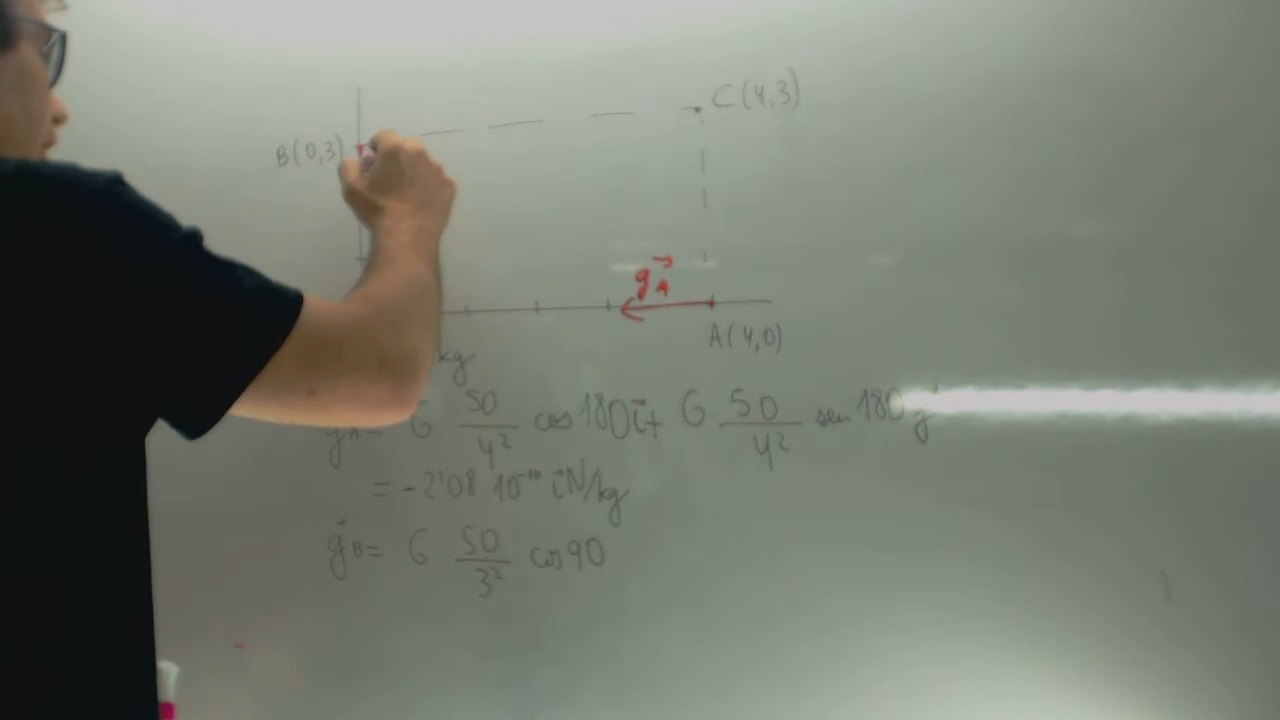 C(4,3)
B(0,3)
g⃗A
A(4,0)
kg
gA= G 50/4² cos 180 i⃗ + G 50/4² sen 180 j⃗
= -2'08 10⁻¹⁰ i⃗ N/kg
g⃗B= G 50/3² cos 90